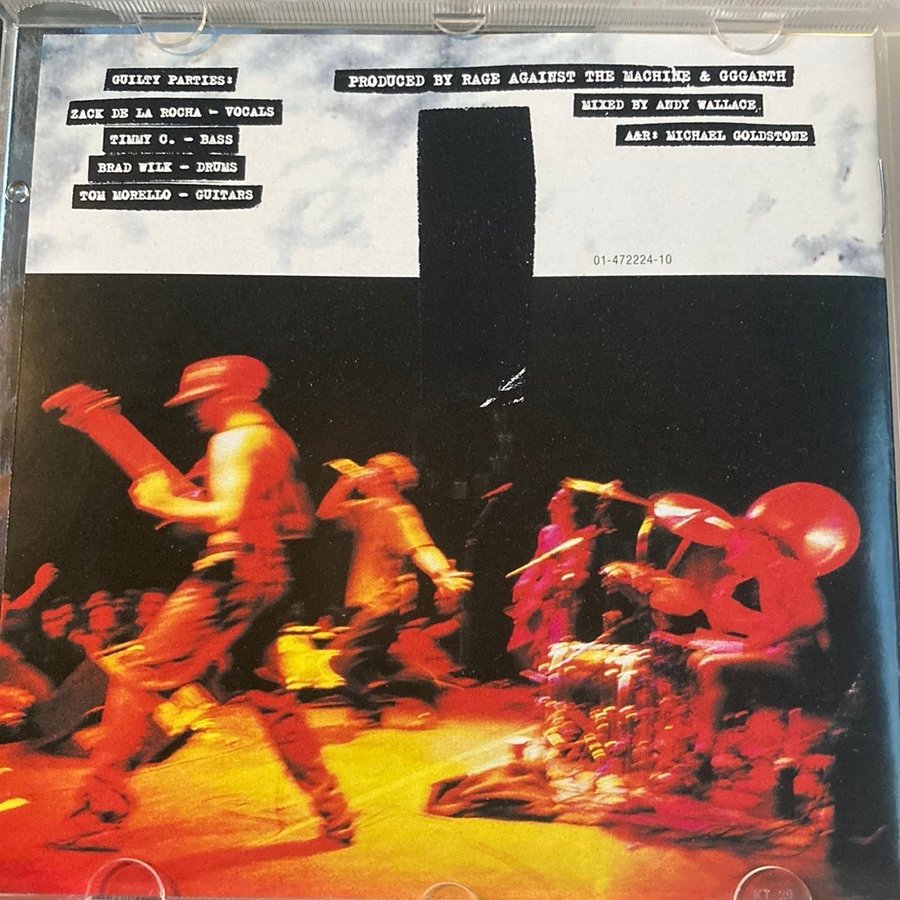 GUILTY PARTIES:
ZACK DE LA ROCHA – VOCALS
TIMMY C. – BASS
BRAD WILK – DRUMS
TOM MORELLO – GUITARS
PRODUCED BY RAGE AGAINST THE MACHINE & GGGARTH
MIXED BY ANDY WALLACE
A&R: MICHAEL GOLDSTONE
01-472224-10